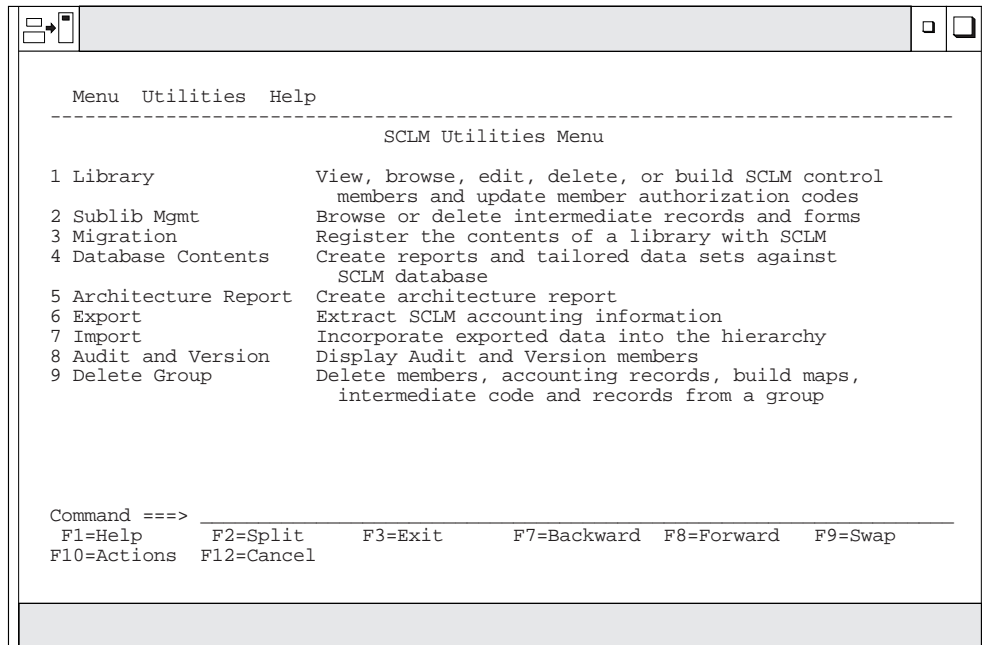 Menu  Utilities  Help
------------------------------------------------------------------------------
SCLM Utilities Menu
1 Library              View, browse, edit, delete, or build SCLM control
members and update member authorization codes
2 Sublib Mgmt          Browse or delete intermediate records and forms
3 Migration            Register the contents of a library with SCLM
4 Database Contents    Create reports and tailored data sets against
SCLM database
5 Architecture Report  Create architecture report
6 Export               Extract SCLM accounting information
7 Import               Incorporate exported data into the hierarchy
8 Audit and Version    Display Audit and Version members
9 Delete Group         Delete members, accounting records, build maps,
intermediate code and records from a group
Command ===> _________________________________________________________________
F1=Help      F2=Split     F3=Exit      F7=Backward  F8=Forward   F9=Swap
F10=Actions  F12=Cancel